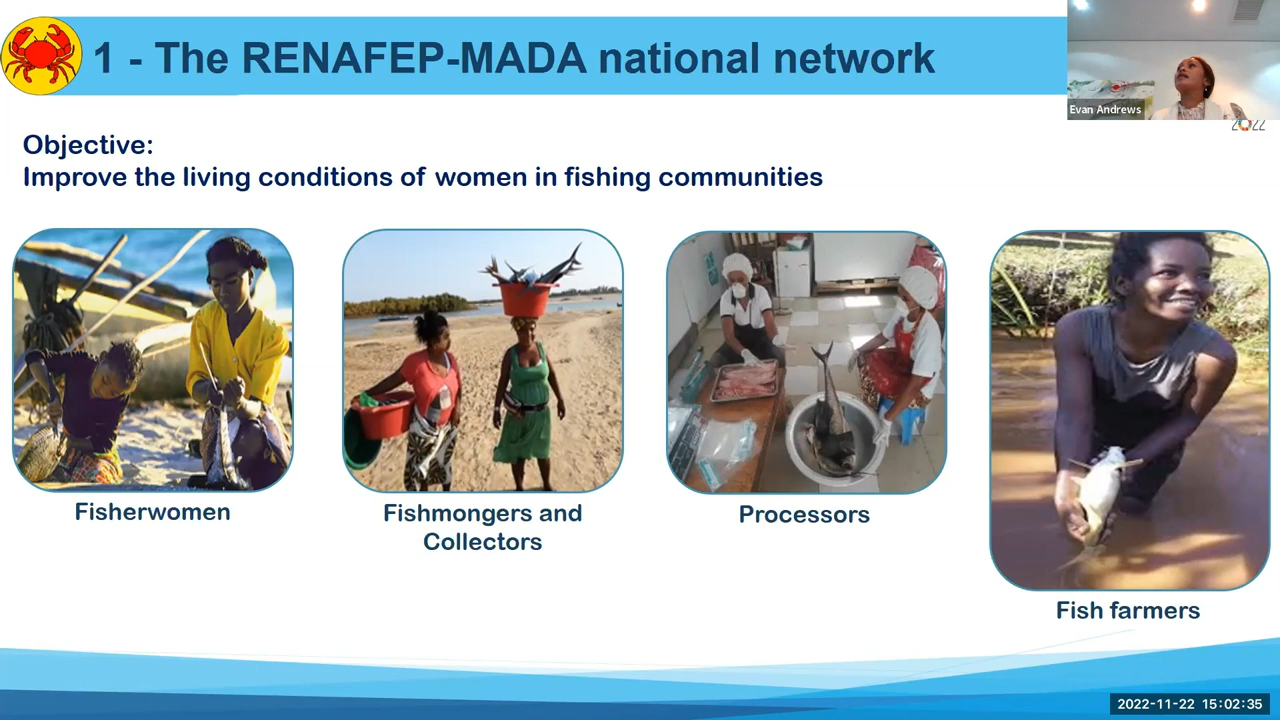 1 - The RENAFEP-MADA national network
Evan Andrews
2022
Objective:
Improve the living conditions of women in fishing communities
Fisherwomen
Fishmongers and
Collectors
Processors
Fish farmers
2022-11-22 15:02:35